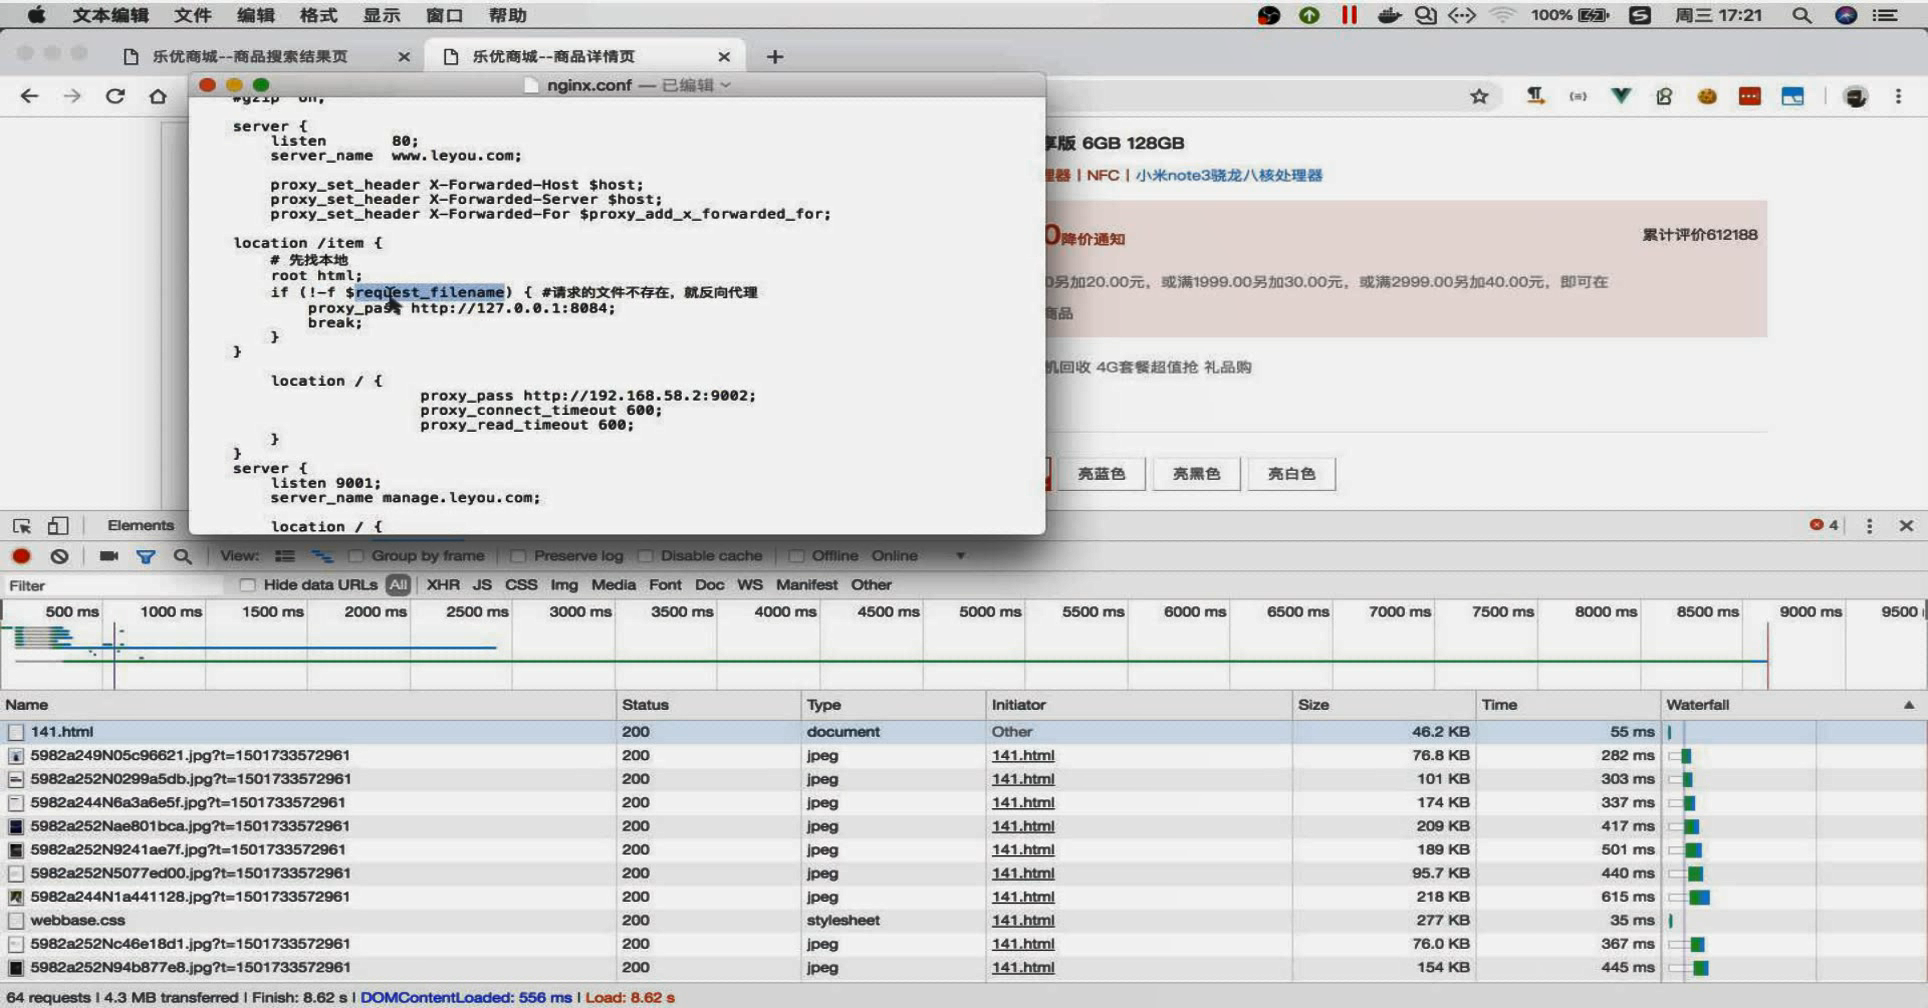 文本编辑 文件 编辑 格式 显示 窗口 帮助 100% 周三 17:21
乐优商城--商品搜索结果页 乐优商城--商品详情页
nginx.conf — 已编辑
#gzip on;
server {
listen 80;
server_name www.leyou.com;
proxy_set_header X-Forwarded-Host $host;
proxy_set_header X-Forwarded-Server $host;
proxy_set_header X-Forwarded-For $proxy_add_x_forwarded_for;
location /item {
# 先找本地
root html;
if (!-f $request_filename) { #请求的文件不存在，就反向代理
proxy_pass http://127.0.0.1:8084;
break;
}
}
location / {
proxy_pass http://192.168.58.2:9002;
proxy_connect_timeout 600;
proxy_read_timeout 600;
}
}
server {
listen 9001;
server_name manage.leyou.com;
location / {
享版 6GB 128GB
理器 | NFC | 小米note3骁龙八核处理器
0降价通知 累计评价612188
0另加20.00元，或满1999.00另加30.00元，或满2999.00另加40.00元，即可在
商品
机回收 4G套餐超值抢 礼品购
亮蓝色 亮黑色 亮白色
Elements 4
View: Group by frame Preserve log Disable cache Offline Online
Filter Hide data URLs All XHR JS CSS Img Media Font Doc WS Manifest Other
500 ms 1000 ms 1500 ms 2000 ms 2500 ms 3000 ms 3500 ms 4000 ms 4500 ms 5000 ms 5500 ms 6000 ms 6500 ms 7000 ms 7500 ms 8000 ms 8500 ms 9000 ms 9500
Name Status Type Initiator Size Time Waterfall
141.html 200 document Other 46.2 KB 55 ms
5982a249N05c96621.jpg?t=1501733572961 200 jpeg 141.html 76.8 KB 282 ms
5982a252N0299a5db.jpg?t=1501733572961 200 jpeg 141.html 101 KB 303 ms
5982a244N6a3a6e5f.jpg?t=1501733572961 200 jpeg 141.html 174 KB 337 ms
5982a252Nae801bca.jpg?t=1501733572961 200 jpeg 141.html 209 KB 417 ms
5982a252N9241ae7f.jpg?t=1501733572961 200 jpeg 141.html 189 KB 501 ms
5982a252N5077ed00.jpg?t=1501733572961 200 jpeg 141.html 95.7 KB 440 ms
5982a244N1a441128.jpg?t=1501733572961 200 jpeg 141.html 218 KB 615 ms
webbase.css 200 stylesheet 141.html 277 KB 35 ms
5982a252Nc46e18d1.jpg?t=1501733572961 200 jpeg 141.html 76.0 KB 367 ms
5982a252N94b877e8.jpg?t=1501733572961 200 jpeg 141.html 154 KB 445 ms
64 requests | 4.3 MB transferred | Finish: 8.62 s | DOMContentLoaded: 556 ms | Load: 8.62 s